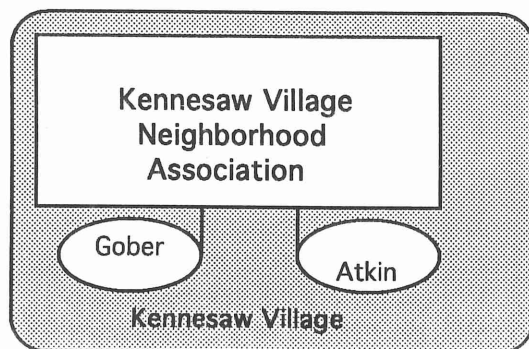 Kennesaw Village
Neighborhood
Association
Gober
Atkin
Kennesaw Village